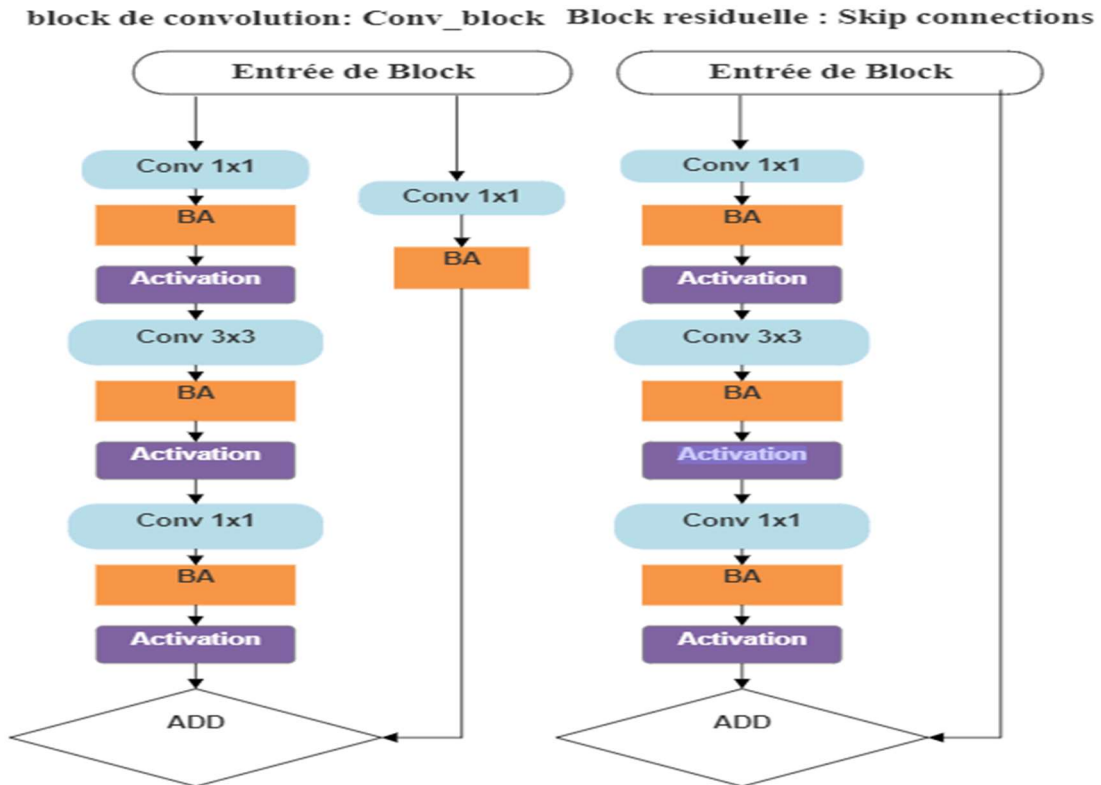 block de convolution: Conv_block
Entrée de Block
Conv 1x1
BA
Activation
Conv 3x3
BA
Activation
Conv 1x1
BA
Activation
ADD
Conv 1x1
BA
Block residuelle : Skip connections
Entrée de Block
Conv 1x1
BA
Activation
Conv 3x3
BA
Activation
Conv 1x1
BA
Activation
ADD